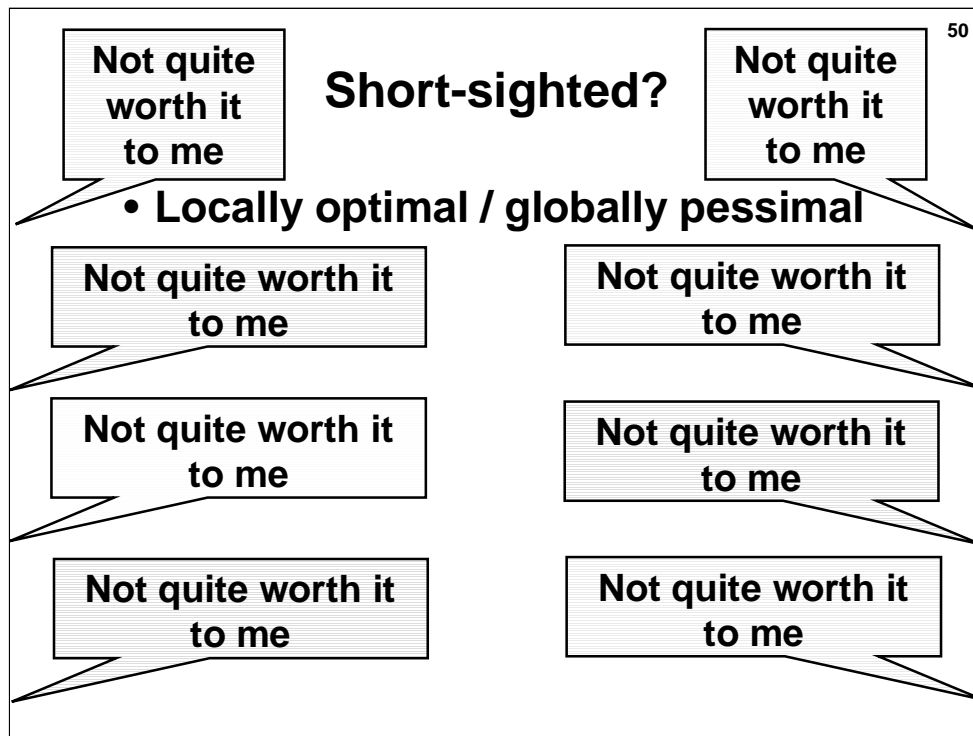 50
Not quite
worth it
to me
Short-sighted?
Not quite
worth it
to me
• Locally optimal / globally pessimal
Not quite worth it
to me
Not quite worth it
to me
Not quite worth it
to me
Not quite worth it
to me
Not quite worth it
to me
Not quite worth it
to me